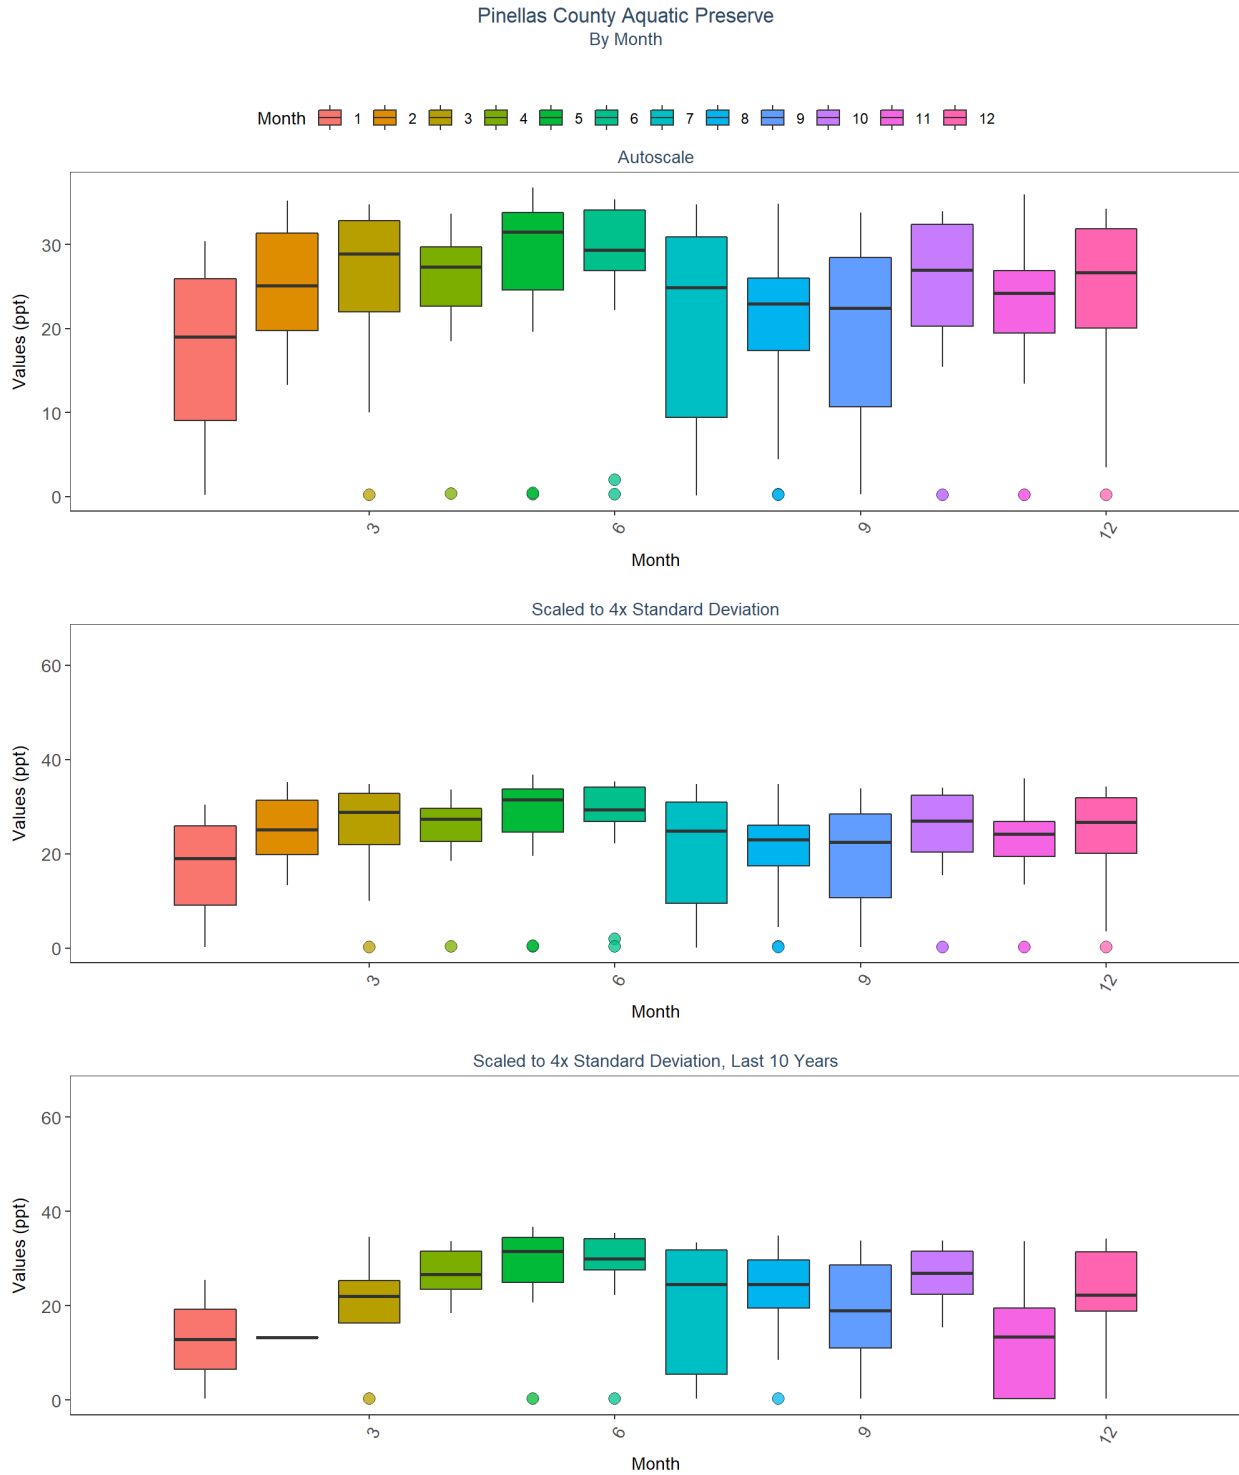 Pinellas County Aquatic Preserve
By Month
Month 1 2 3 4 5 6 7 8 9 10 11 12
Autoscale
Values (ppt)
30
20
10
0
3 6 9 12
Month
Scaled to 4x Standard Deviation
Values (ppt)
60
40
20
0
3 6 9 12
Month
Scaled to 4x Standard Deviation, Last 10 Years
Values (ppt)
60
40
20
0
3 6 9 12
Month